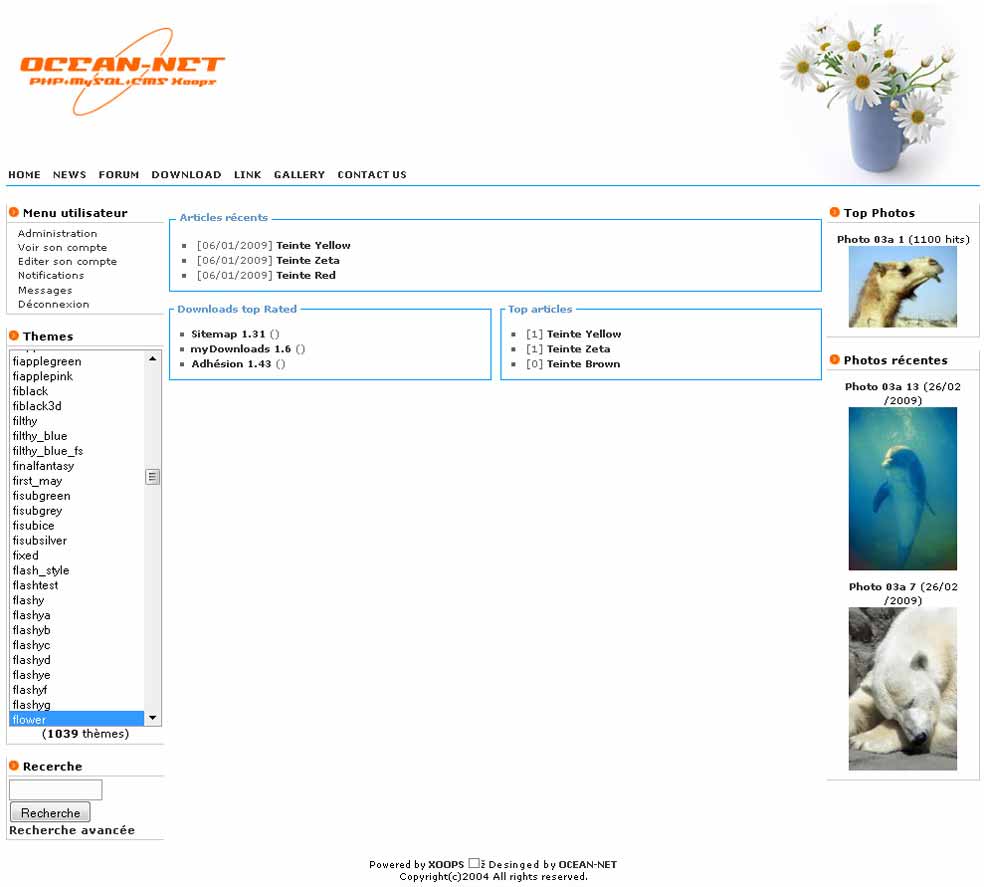 OCEAN-NET
PHP+MySQL+CMS Xoops
HOME NEWS FORUM DOWNLOAD LINK GALLERY CONTACT US
Menu utilisateur
Administration
Voir son compte
Editer son compte
Notifications
Messages
Déconnexion
Themes
fiapplegreen
fiapplepink
fiblack
fiblack3d
filthy
filthy_blue
filthy_blue_fs
finalfantasy
first_may
fisubgreen
fisubgrey
fisubice
fisubsilver
fixed
flash_style
flashtest
flashy
flashya
flashyb
flashyc
flashyd
flashye
flashyf
flashyg
flower
(1039 thèmes)
Recerche
Recherche
Recherche avancée
Articles récents
[06/01/2009] Teinte Yellow
[06/01/2009] Teinte Zeta
[06/01/2009] Teinte Red
Downloads top Rated
Sitemap 1.31 ()
myDownloads 1.6 ()
Adhésion 1.43 ()
Top articles
[1] Teinte Yellow
[1] Teinte Zeta
[0] Teinte Brown
Top Photos
Photo 03a 1 (1100 hits)
Photos récentes
Photo 03a 13 (26/02
/2009)
Photo 03a 7 (26/02
/2009)
Powered by XOOPS □ž Desinged by OCEAN-NET
Copyright(c)2004 All rights reserved.